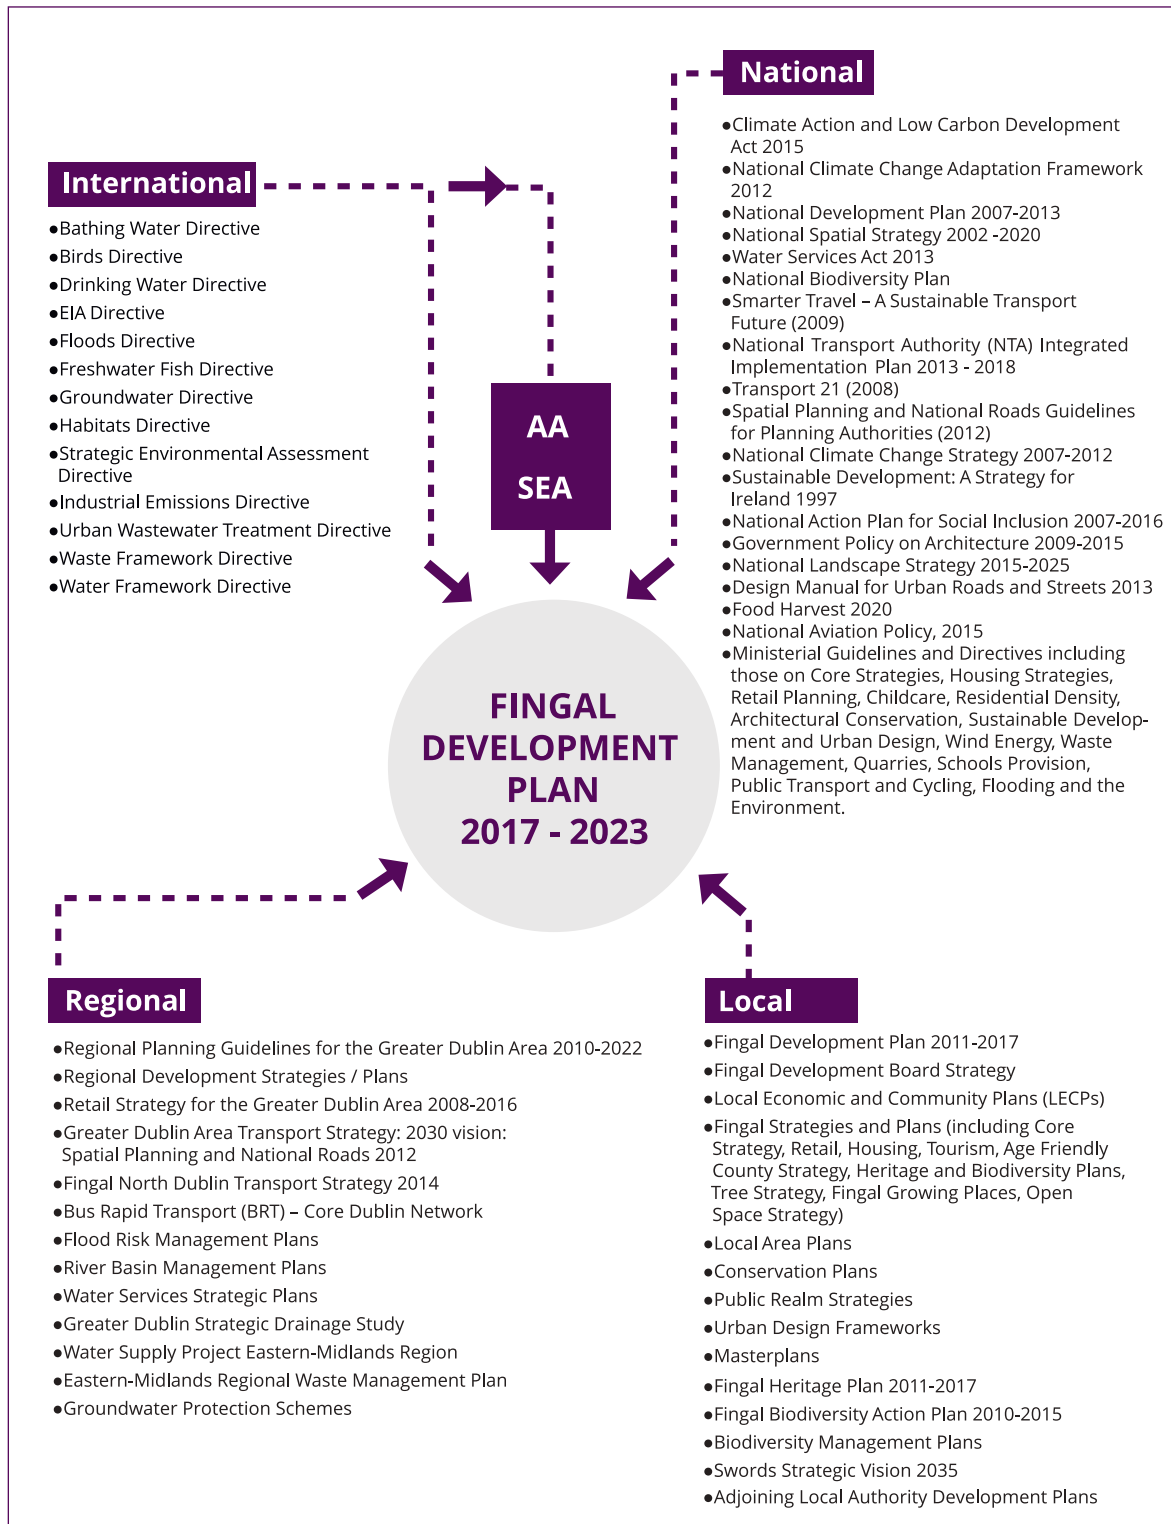 International
●Bathing Water Directive
●Birds Directive
●Drinking Water Directive
●EIA Directive
●Floods Directive
●Freshwater Fish Directive
●Groundwater Directive
●Habitats Directive
●Strategic Environmental Assessment
Directive
●Industrial Emissions Directive
●Urban Wastewater Treatment Directive
●Waste Framework Directive
●Water Framework Directive
AA
SEA
National
●Climate Action and Low Carbon Development
Act 2015
●National Climate Change Adaptation Framework
2012
●National Development Plan 2007-2013
●National Spatial Strategy 2002 -2020
●Water Services Act 2013
●National Biodiversity Plan
●Smarter Travel – A Sustainable Transport
Future (2009)
●National Transport Authority (NTA) Integrated
Implementation Plan 2013 - 2018
●Transport 21 (2008)
●Spatial Planning and National Roads Guidelines
for Planning Authorities (2012)
●National Climate Change Strategy 2007-2012
●Sustainable Development: A Strategy for
Ireland 1997
●National Action Plan for Social Inclusion 2007-2016
●Government Policy on Architecture 2009-2015
●National Landscape Strategy 2015-2025
●Design Manual for Urban Roads and Streets 2013
●Food Harvest 2020
●National Aviation Policy, 2015
●Ministerial Guidelines and Directives including
those on Core Strategies, Housing Strategies,
Retail Planning, Childcare, Residential Density,
Architectural Conservation, Sustainable Develop-
ment and Urban Design, Wind Energy, Waste
Management, Quarries, Schools Provision,
Public Transport and Cycling, Flooding and the
Environment.
FINGAL
DEVELOPMENT
PLAN
2017 - 2023
Regional
●Regional Planning Guidelines for the Greater Dublin Area 2010-2022
●Regional Development Strategies / Plans
●Retail Strategy for the Greater Dublin Area 2008-2016
●Greater Dublin Area Transport Strategy: 2030 vision:
Spatial Planning and National Roads 2012
●Fingal North Dublin Transport Strategy 2014
●Bus Rapid Transport (BRT) – Core Dublin Network
●Flood Risk Management Plans
●River Basin Management Plans
●Water Services Strategic Plans
●Greater Dublin Strategic Drainage Study
●Water Supply Project Eastern-Midlands Region
●Eastern-Midlands Regional Waste Management Plan
●Groundwater Protection Schemes
Local
●Fingal Development Plan 2011-2017
●Fingal Development Board Strategy
●Local Economic and Community Plans (LECPs)
●Fingal Strategies and Plans (including Core
Strategy, Retail, Housing, Tourism, Age Friendly
County Strategy, Heritage and Biodiversity Plans,
Tree Strategy, Fingal Growing Places, Open
Space Strategy)
●Local Area Plans
●Conservation Plans
●Public Realm Strategies
●Urban Design Frameworks
●Masterplans
●Fingal Heritage Plan 2011-2017
●Fingal Biodiversity Action Plan 2010-2015
●Biodiversity Management Plans
●Swords Strategic Vision 2035
●Adjoining Local Authority Development Plans